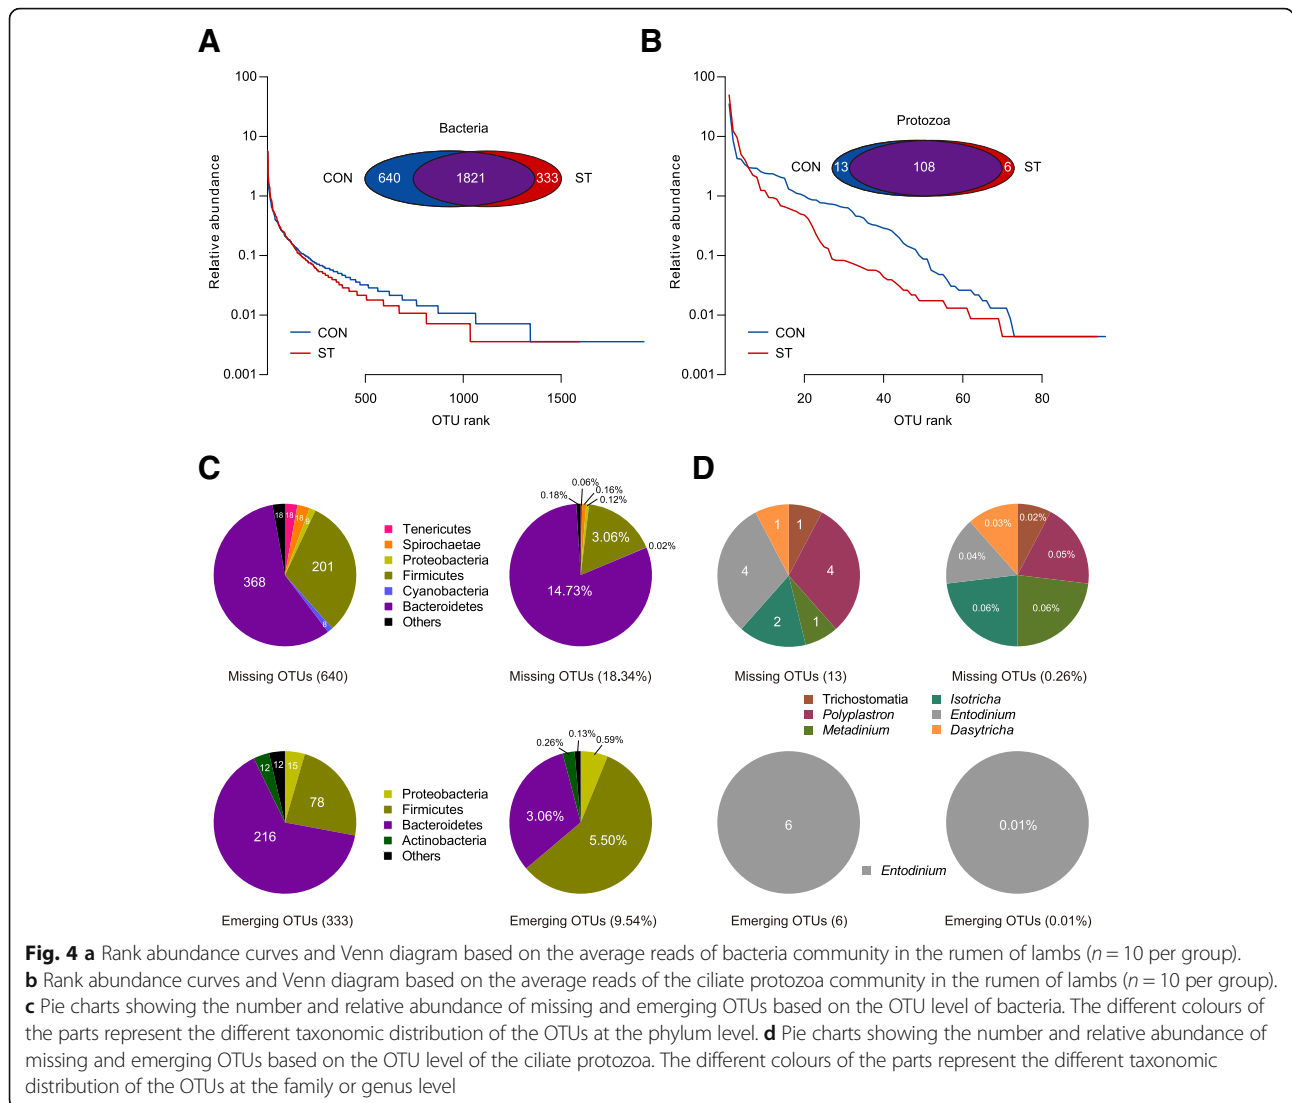 A
B
100
10
1
0.1
0.01
0.001
Relative abundance
Bacteria
CON 640 1821 333 ST
CON
ST
500 1000 1500
OTU rank
100
10
1
0.1
0.01
0.001
Relative abundance
Protozoa
CON 13 108 6 ST
CON
ST
20 40 60 80
OTU rank
C
18 18 18
201
368
8
Missing OTUs (640)
Tenericutes
Spirochaetae
Proteobacteria
Firmicutes
Cyanobacteria
Bacteroidetes
Others
0.06%
0.18% 0.16%
0.12%
3.06%
0.02%
14.73%
Missing OTUs (18.34%)
12 12 15
78
216
Emerging OTUs (333)
Proteobacteria
Firmicutes
Bacteroidetes
Actinobacteria
Others
0.13%
0.26% 0.59%
3.06%
5.50%
Emerging OTUs (9.54%)
D
1 1
4 4
2 1
Missing OTUs (13)
0.03% 0.02%
0.04% 0.05%
0.06% 0.06%
Missing OTUs (0.26%)
Trichostomatia Isotricha
Polyplastron Entodinium
Metadinium Dasytricha
6
Emerging OTUs (6)
Entodinium
0.01%
Emerging OTUs (0.01%)
Fig. 4 a Rank abundance curves and Venn diagram based on the average reads of bacteria community in the rumen of lambs (n = 10 per group).
b Rank abundance curves and Venn diagram based on the average reads of the ciliate protozoa community in the rumen of lambs (n = 10 per group).
c Pie charts showing the number and relative abundance of missing and emerging OTUs based on the OTU level of bacteria. The different colours of
the parts represent the different taxonomic distribution of the OTUs at the phylum level. d Pie charts showing the number and relative abundance of
missing and emerging OTUs based on the OTU level of the ciliate protozoa. The different colours of the parts represent the different taxonomic
distribution of the OTUs at the family or genus level